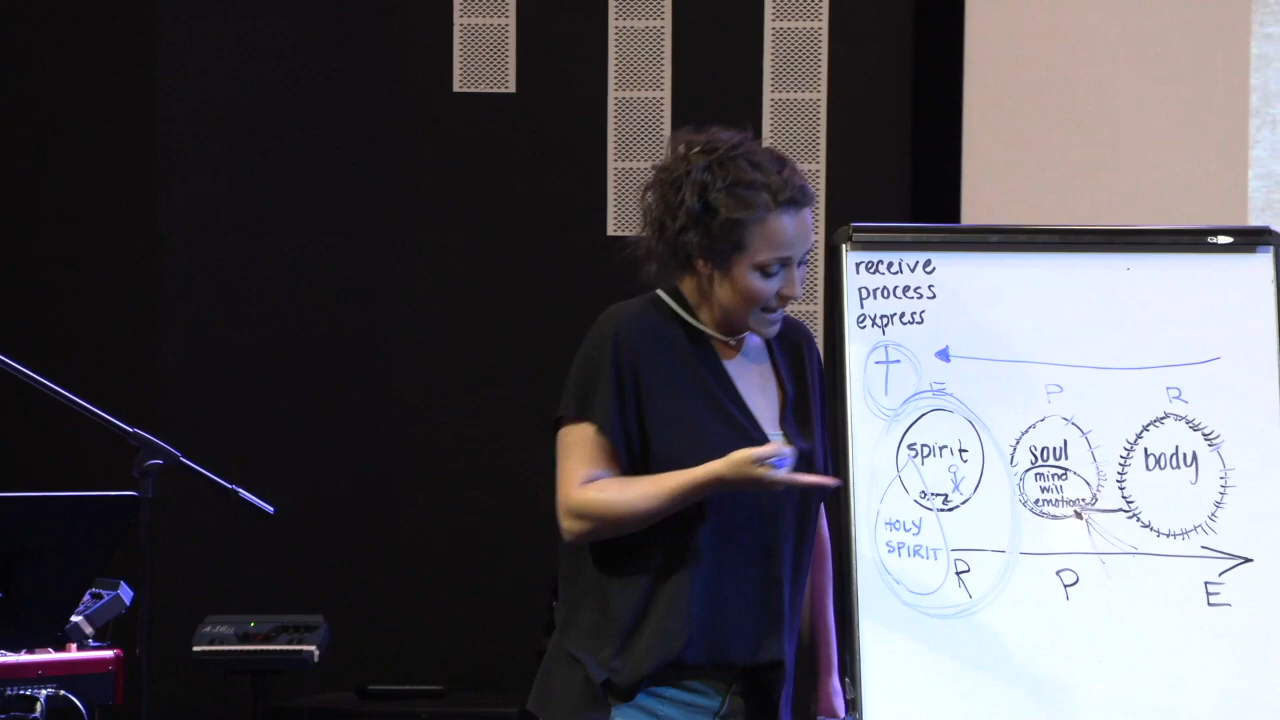 receive
process
express
E P R
spirit
soul
mind
will
emotions
body
HOLY
SPIRIT
R P E